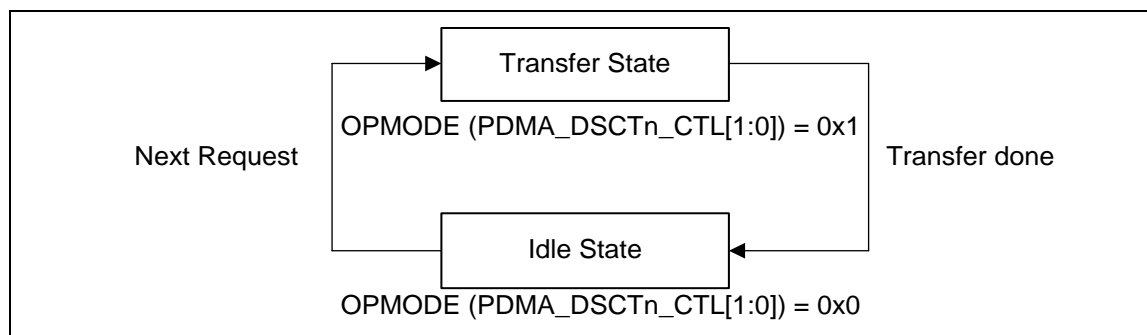 Transfer State
OPMODE (PDMA_DSCTn_CTL[1:0]) = 0x1
Next Request
Transfer done
Idle State
OPMODE (PDMA_DSCTn_CTL[1:0]) = 0x0